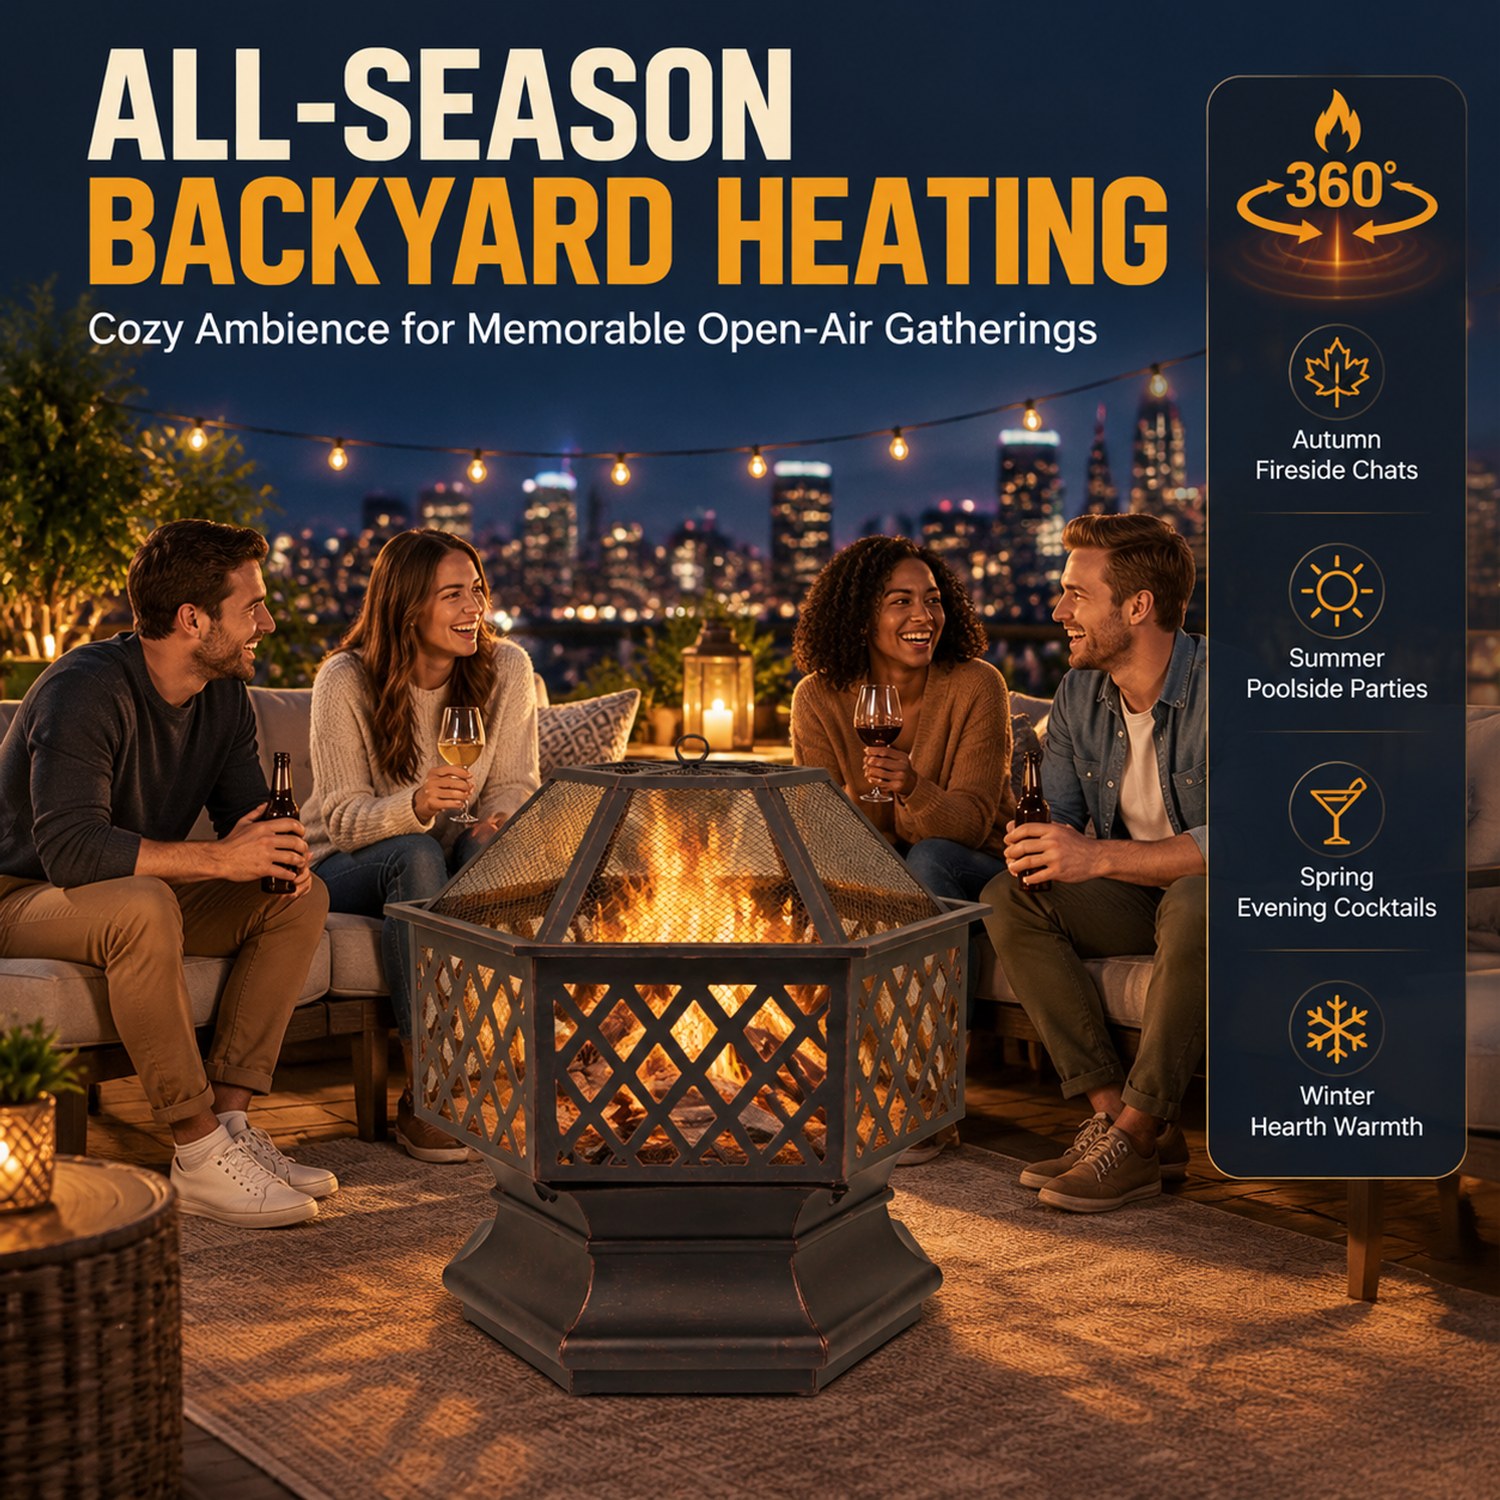 ALL-SEASON
BACKYARD HEATING
Cozy Ambience for Memorable Open-Air Gatherings
360°
Autumn
Fireside Chats
Summer
Poolside Parties
Spring
Evening Cocktails
Winter
Hearth Warmth